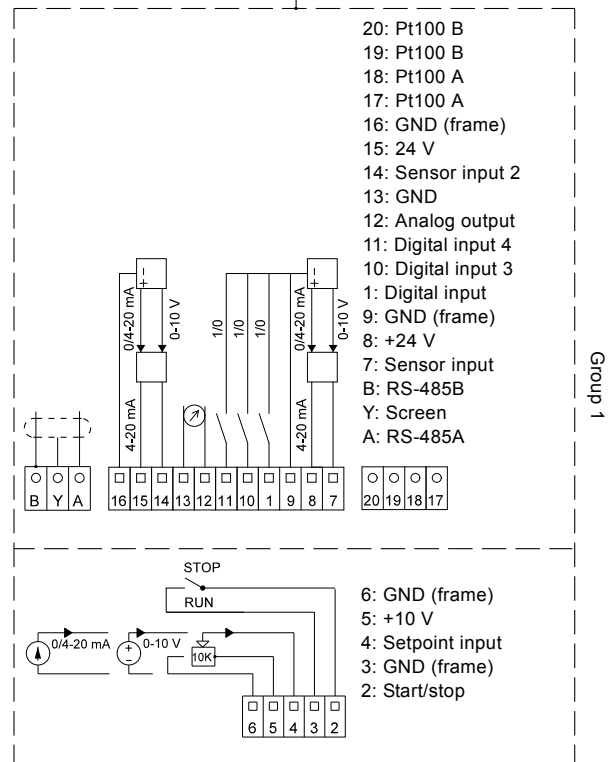 20: Pt100 B
19: Pt100 B
18: Pt100 A
17: Pt100 A
16: GND (frame)
15: 24 V
14: Sensor input 2
13: GND
12: Analog output
11: Digital input 4
10: Digital input 3
1: Digital input
9: GND (frame)
8: +24 V
7: Sensor input
B: RS-485B
Y: Screen
A: RS-485A
Group 1
- +
0/4-20 mA
0-10 V
4-20 mA
1/0
1/0
1/0
- +
0/4-20 mA
0-10 V
4-20 mA
B Y A
16 15 14 13 12 11 10 1 9 8 7
20 19 18 17
STOP
RUN
0/4-20 mA
+ -
0-10 V
10K
6 5 4 3 2
6: GND (frame)
5: +10 V
4: Setpoint input
3: GND (frame)
2: Start/stop